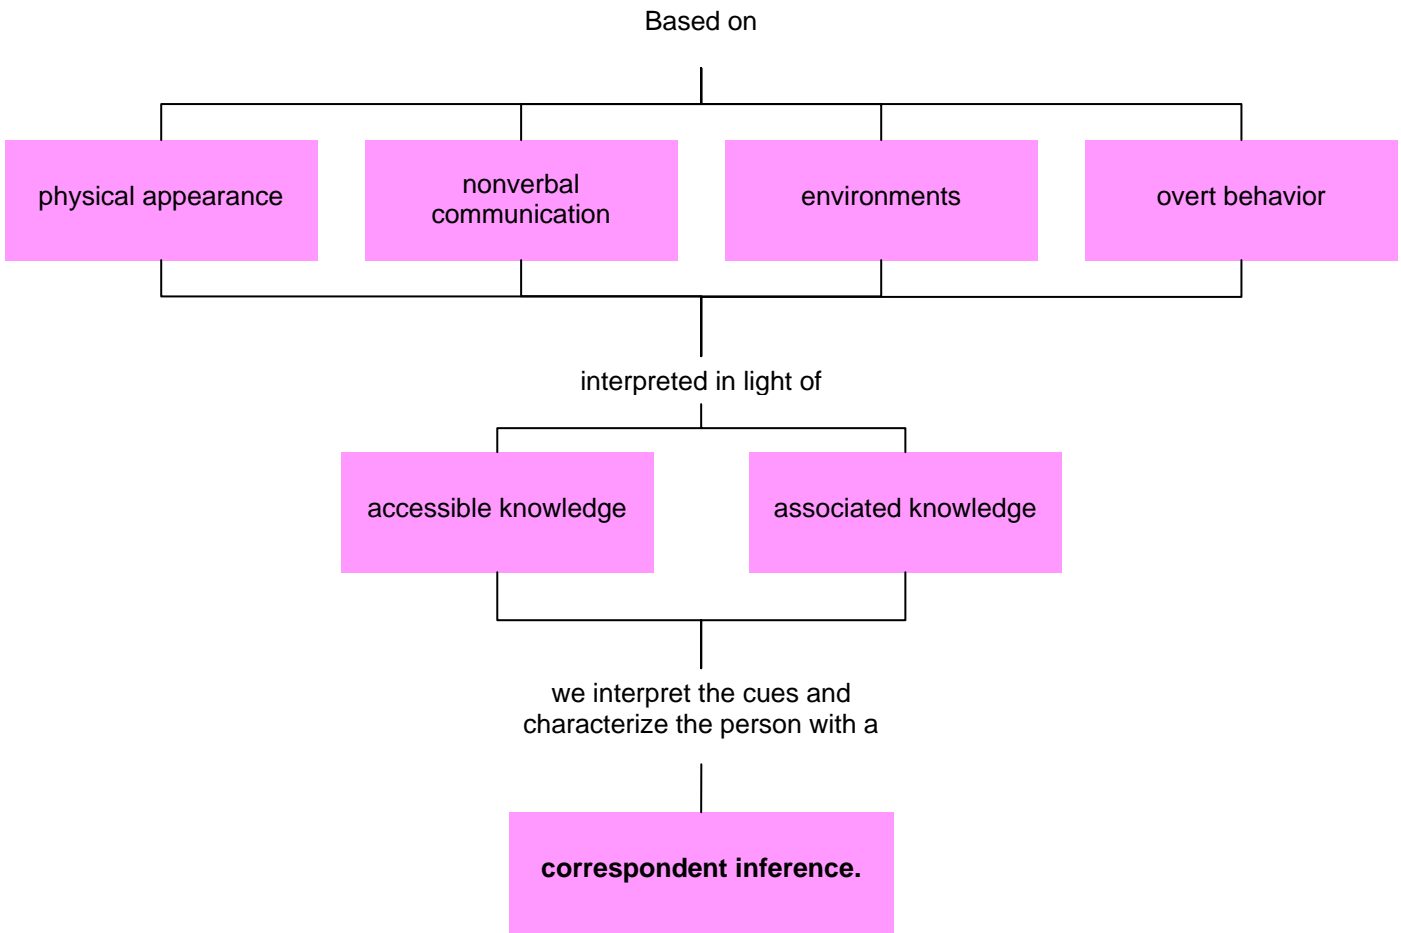 Based on
physical appearance
nonverbal
communication
environments
overt behavior
interpreted in light of
accessible knowledge
associated knowledge
we interpret the cues and
characterize the person with a
correspondent inference.